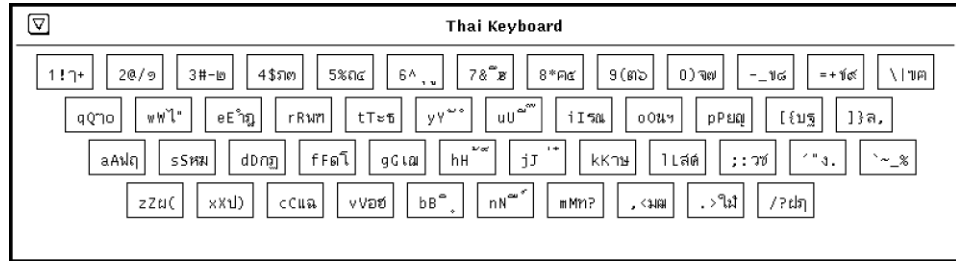 Thai Keyboard
1!ๅ+ 2@/๑ 3#-๒ 4$ภ๓ 5%ถ๔ 6^ ุ ู 7& ึ฿ 8*ค๕ 9(ต๖ 0)จ๗ -_ข๘ =+ช๙ \|ฃฅ
qQๆ๐ wWไ" eE ำฎ rRพฑ tTะธ yY ั ํ uU ี ๊ iIรณ oOนฯ pPยญ [{บฐ ]}ล,
aAฟฤ sSหฆ dDกฏ fFดโ gGเฌ hH ้ ็ jJ ่ ๋ kKาษ lLสศ ;:วซ ´"ง. `~_%
zZผ( xXป) cCแฉ vVอฮ bB ิ ฺ nN ื ์ mMท? ,<มฒ .>ใฬ /?ฝฦ